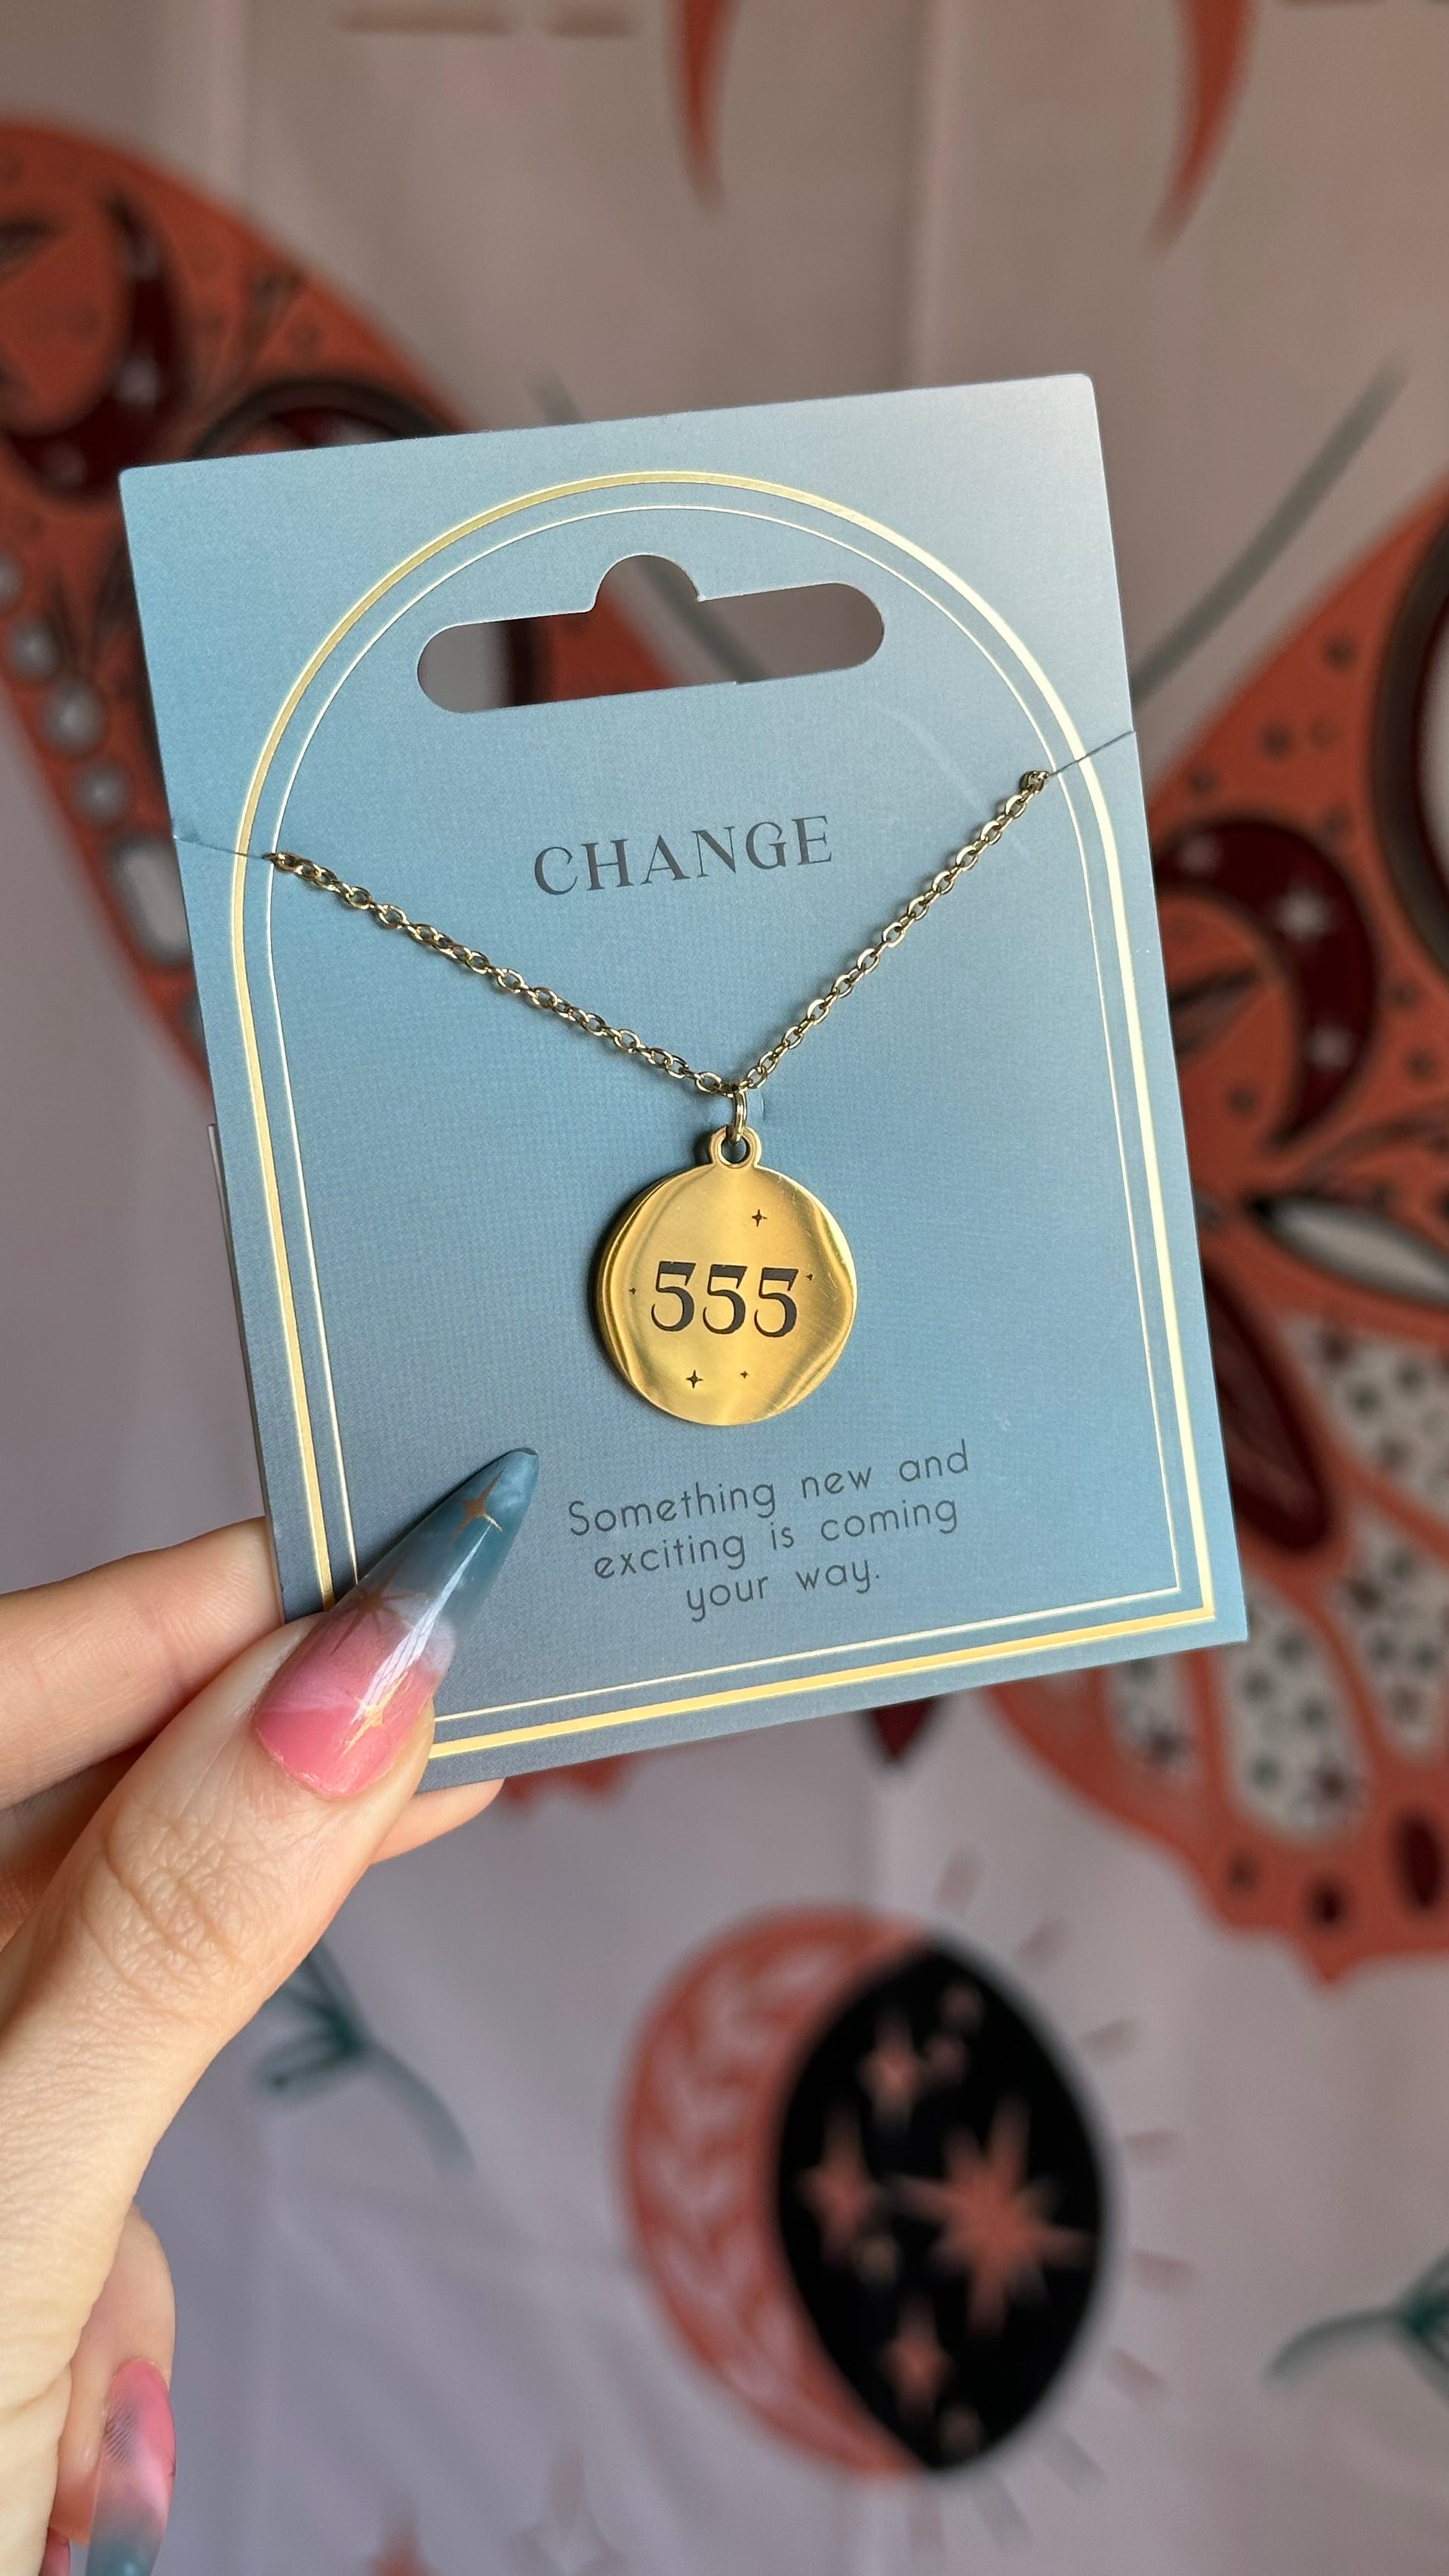 CHANGE
555
Something new and
exciting is coming
your way.